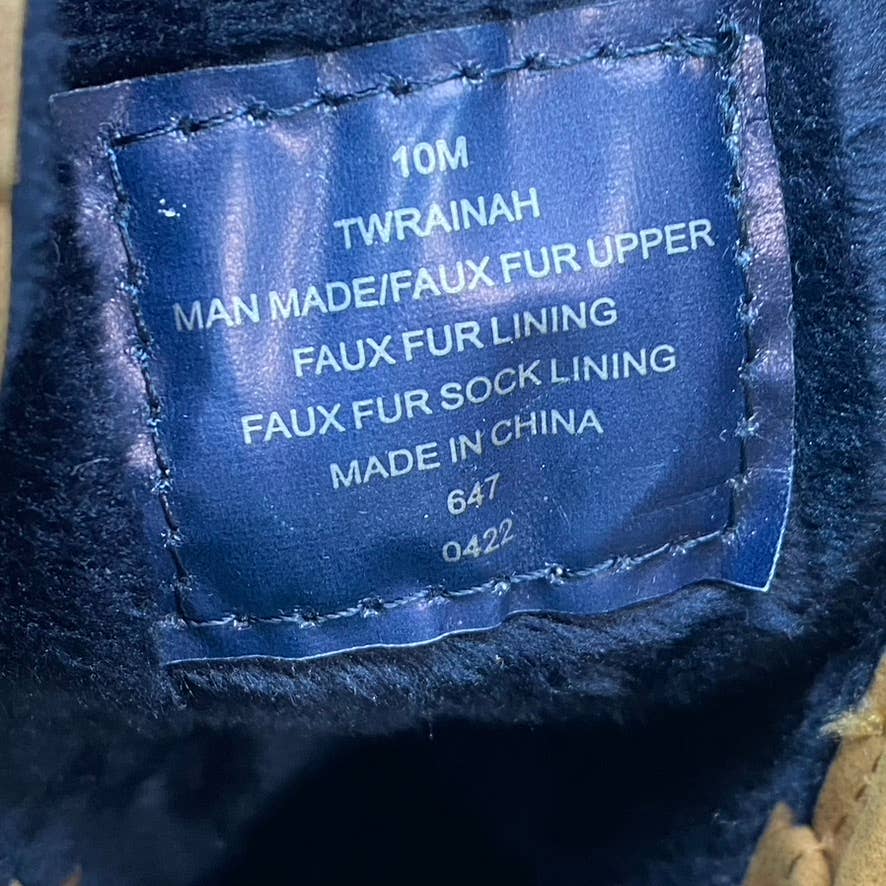 10M
TWRAINAH
MAN MADE/FAUX FUR UPPER
FAUX FUR LINING
FAUX FUR SOCK LINING
MADE IN CHINA
647
0422